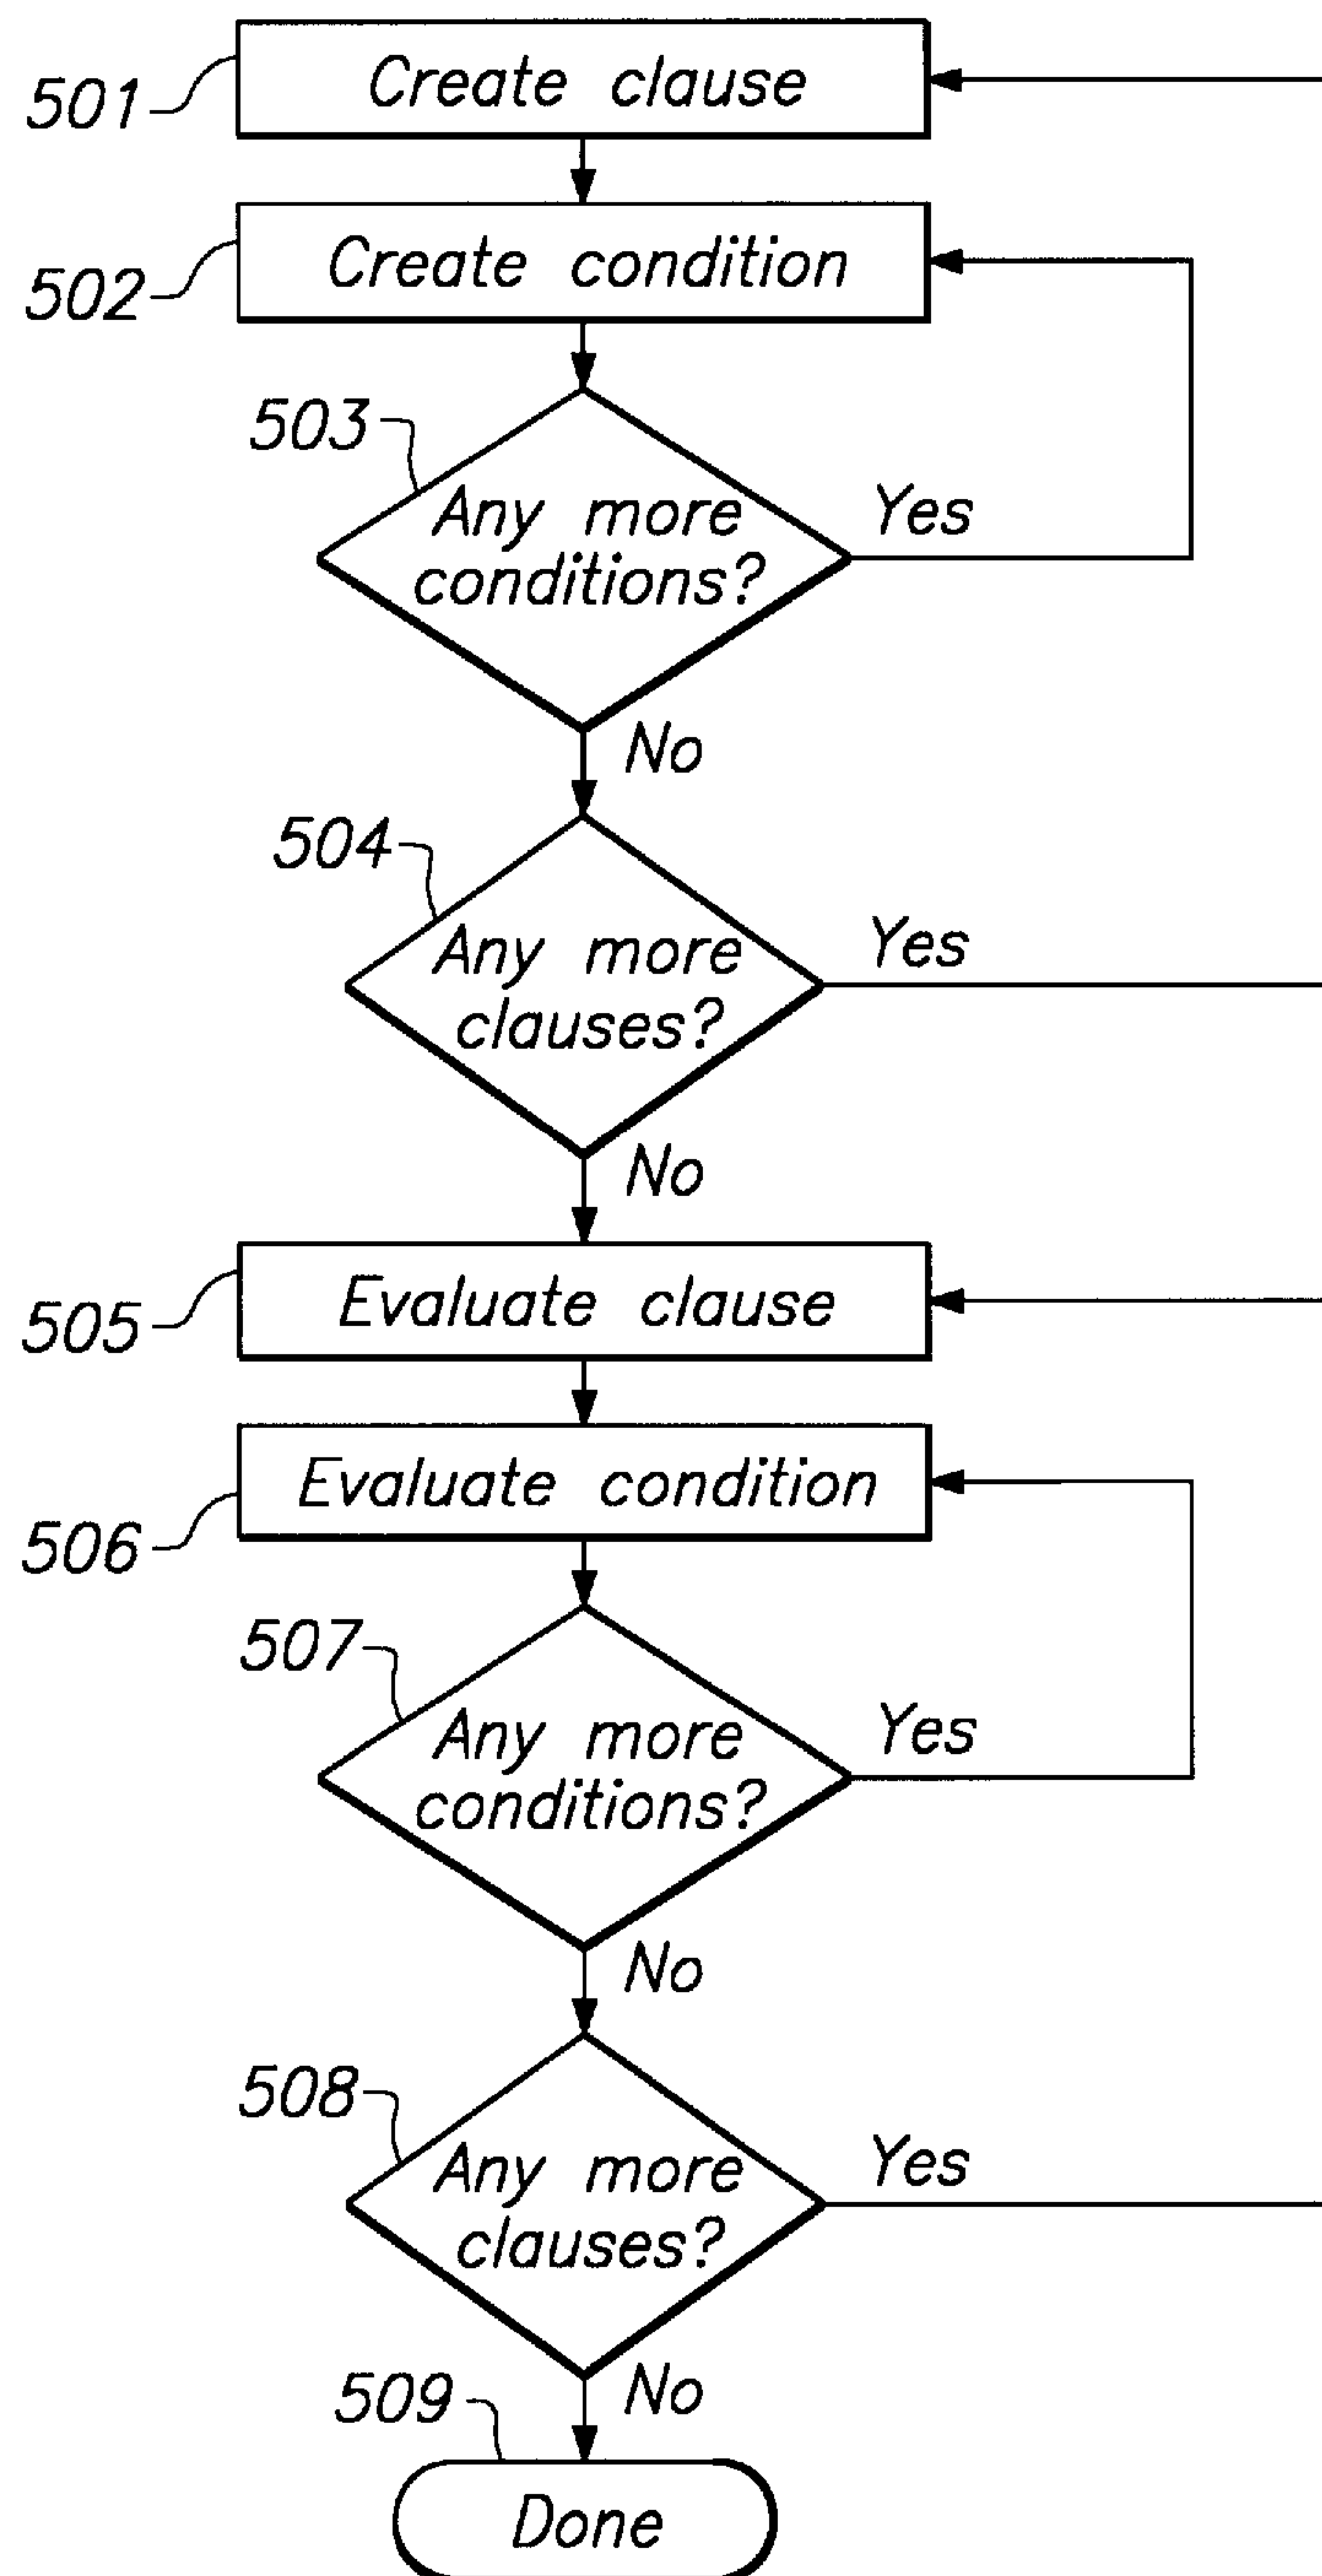 501
Create clause
502
Create condition
503
Any more
conditions?
Yes
No
504
Any more
clauses?
Yes
No
505
Evaluate clause
506
Evaluate condition
507
Any more
conditions?
Yes
No
508
Any more
clauses?
Yes
No
509
Done